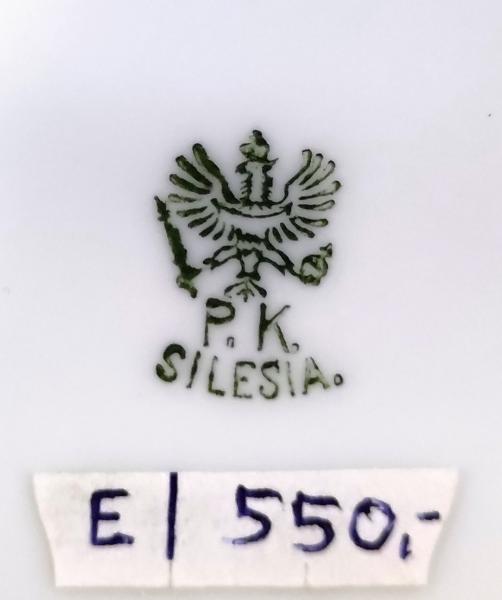 P. K.
SILESIA.
E | 550,-